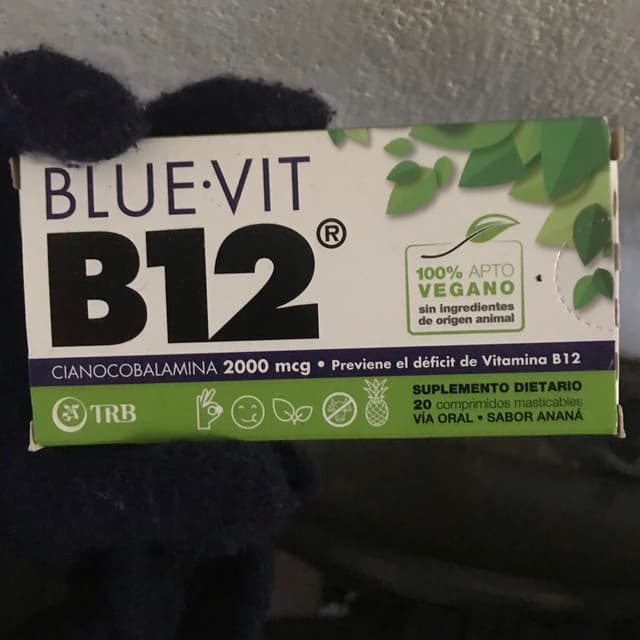 BLUE·VIT
B12®
100% APTO
VEGANO
sin ingredientes
de origen animal
CIANOCOBALAMINA 2000 mcg • Previene el déficit de Vitamina B12
TRB
SUPLEMENTO DIETARIO
20 comprimidos masticables
VÍA ORAL • SABOR ANANÁ